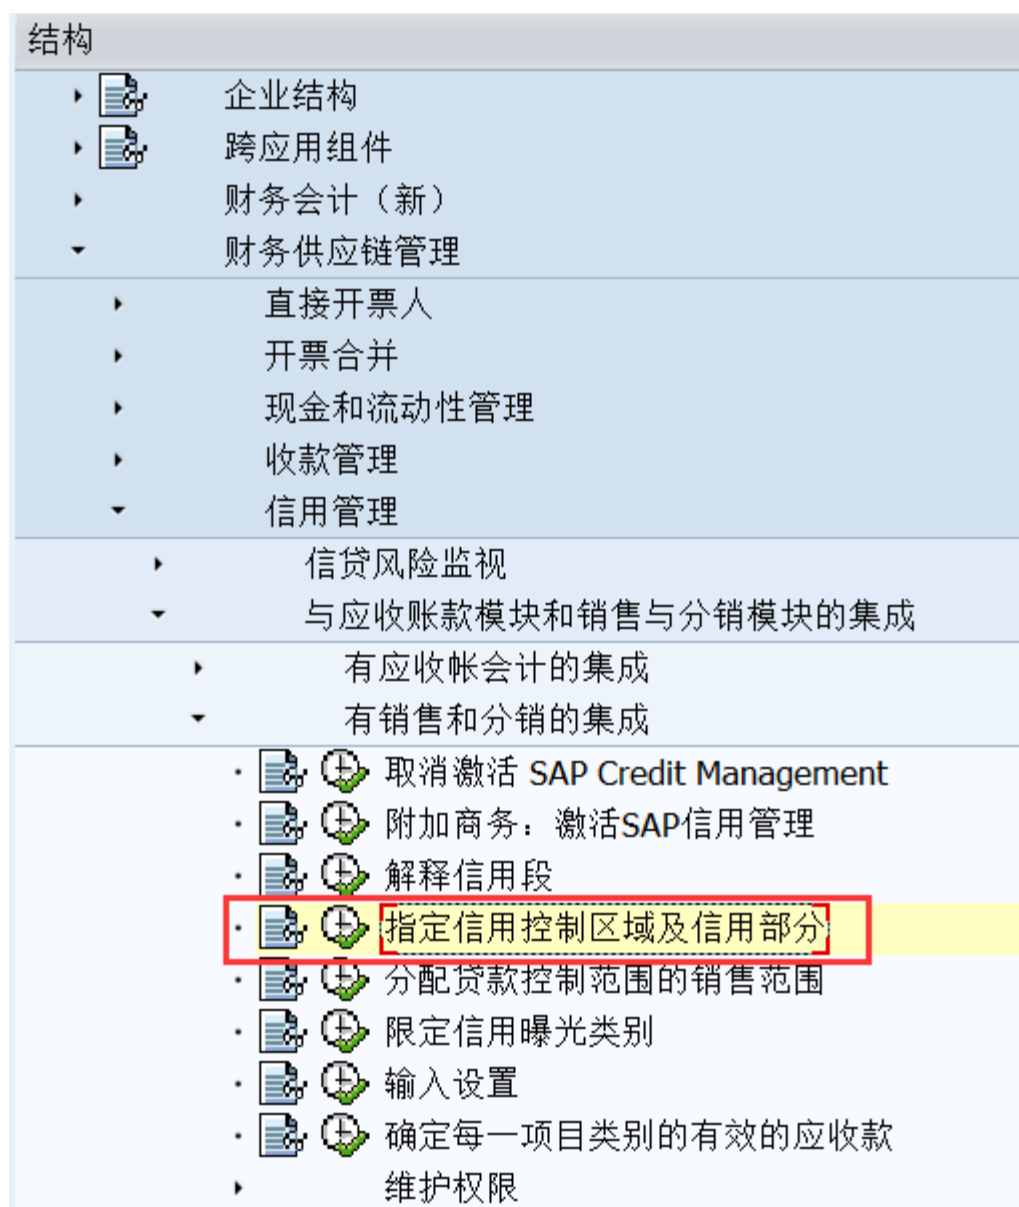 结构
企业结构
跨应用组件
财务会计（新）
财务供应链管理
直接开票人
开票合并
现金和流动性管理
收款管理
信用管理
信贷风险监视
与应收账款模块和销售与分销模块的集成
有应收帐会计的集成
有销售和分销的集成
取消激活 SAP Credit Management
附加商务：激活SAP信用管理
解释信用段
指定信用控制区域及信用部分
分配贷款控制范围的销售范围
限定信用曝光类别
输入设置
确定每一项目类别的有效的应收款
维护权限